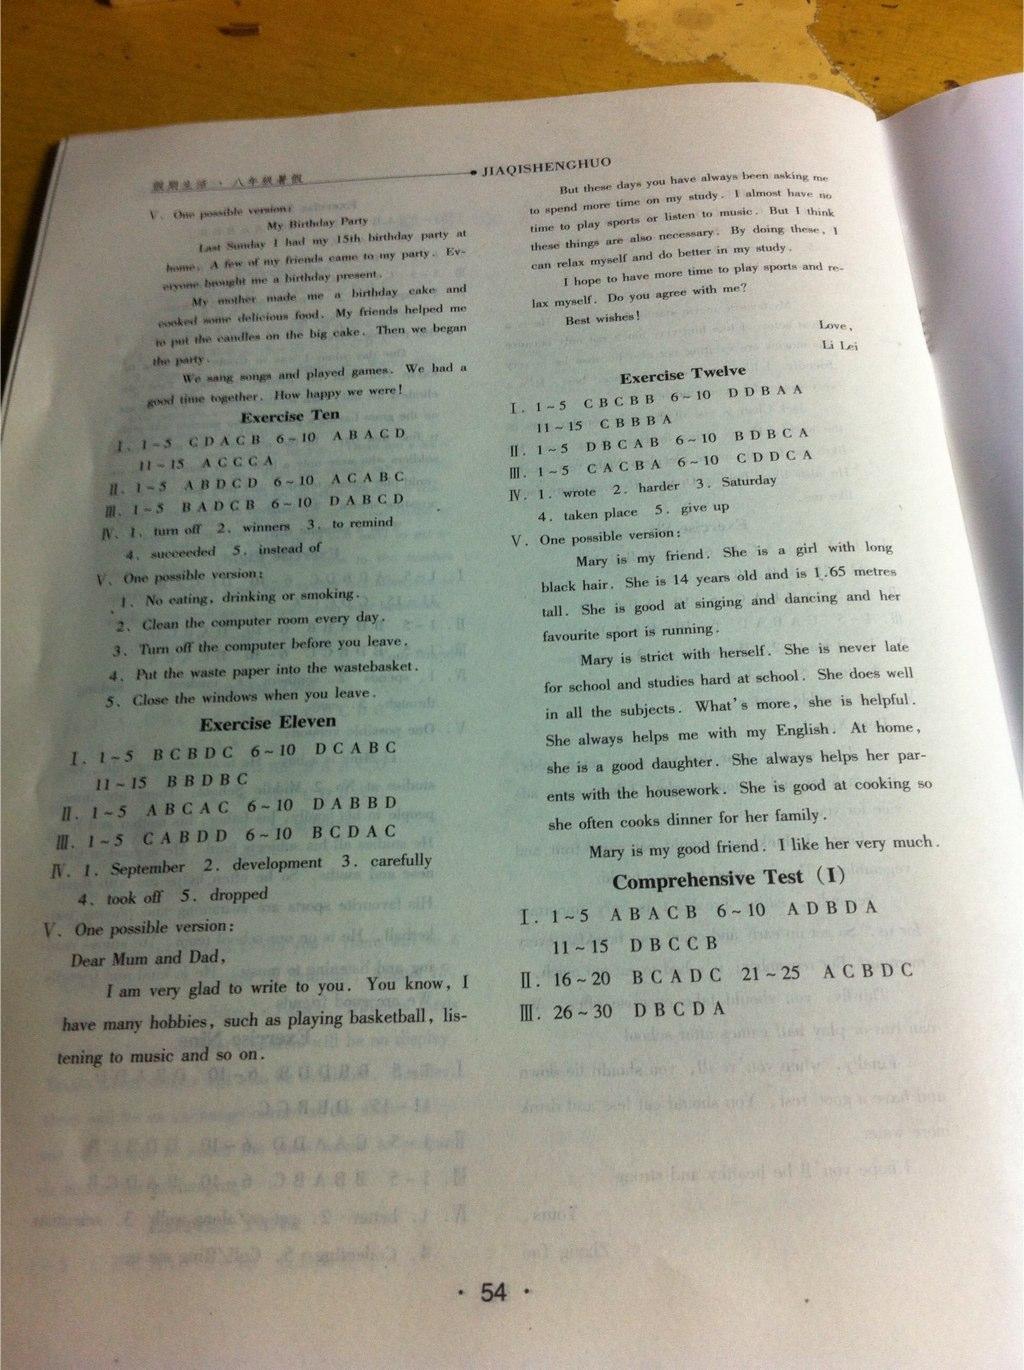 假期生活·八年级暑假
JIAQISHENGHUO
V. One possible version:
My Birthday Party
Last Sunday I had my 15th birthday party at
home. A few of my friends came to my party. Ev-
eryone brought me a birthday present.
My mother made me a birthday cake and
cooked some delicious food. My friends helped me
to put the candles on the big cake. Then we began
the party.
We sang songs and played games. We had a
good time together. How happy we were!
Exercise Ten
Ⅰ. 1~5 C D A C B 6~10 A B A C D
11~15 A C C C A
Ⅱ. 1~5 A B D C D 6~10 A C A B C
Ⅲ. 1~5 B A D C B 6~10 D A B C D
Ⅳ. 1. turn off 2. winners 3. to remind
4. succeeded 5. instead of
V. One possible version:
1. No eating, drinking or smoking.
2. Clean the computer room every day.
3. Turn off the computer before you leave.
4. Put the waste paper into the wastebasket.
5. Close the windows when you leave.
Exercise Eleven
Ⅰ. 1~5 B C B D C 6~10 D C A B C
11~15 B B D B C
Ⅱ. 1~5 A B C A C 6~10 D A B B D
Ⅲ. 1~5 C A B D D 6~10 B C D A C
Ⅳ. 1. September 2. development 3. carefully
4. took off 5. dropped
V. One possible version:
Dear Mum and Dad,
I am very glad to write to you. You know, I
have many hobbies, such as playing basketball, lis-
tening to music and so on.
But these days you have always been asking me
to spend more time on my study. I almost have no
time to play sports or listen to music. But I think
these things are also necessary. By doing these, I
can relax myself and do better in my study.
I hope to have more time to play sports and re-
lax myself. Do you agree with me?
Best wishes!
Love,
Li Lei
Exercise Twelve
Ⅰ. 1~5 C B C B B 6~10 D D B A A
11~15 C B B B A
Ⅱ. 1~5 D B C A B 6~10 B D B C A
Ⅲ. 1~5 C A C B A 6~10 C D D C A
Ⅳ. 1. wrote 2. harder 3. Saturday
4. taken place 5. give up
V. One possible version:
Mary is my friend. She is a girl with long
black hair. She is 14 years old and is 1.65 metres
tall. She is good at singing and dancing and her
favourite sport is running.
Mary is strict with herself. She is never late
for school and studies hard at school. She does well
in all the subjects. What's more, she is helpful.
She always helps me with my English. At home,
she is a good daughter. She always helps her par-
ents with the housework. She is good at cooking so
she often cooks dinner for her family.
Mary is my good friend. I like her very much.
Comprehensive Test (Ⅰ)
Ⅰ. 1~5 A B A C B 6~10 A D B D A
11~15 D B C C B
Ⅱ. 16~20 B C A D C 21~25 A C B D C
Ⅲ. 26~30 D B C D A
· 54 ·